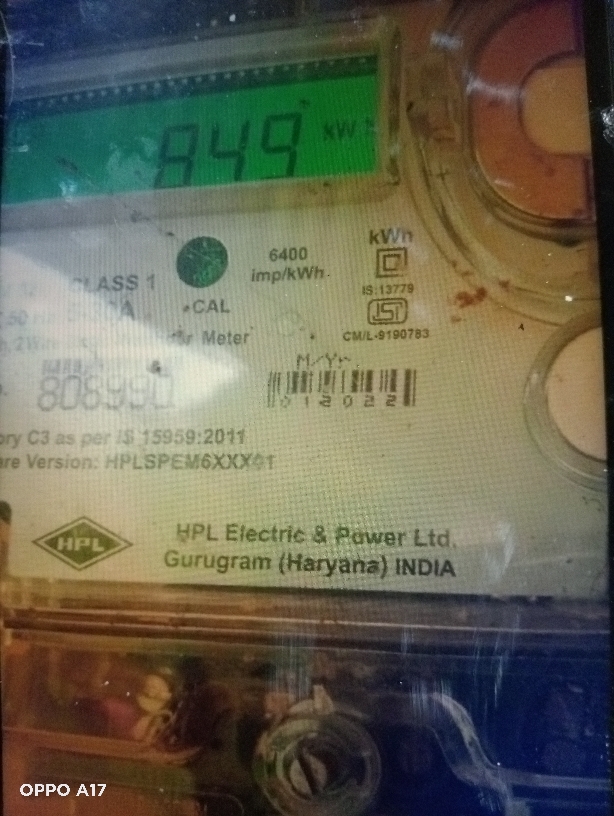 849 kW
kWh
6400
imp/kWh
CLASS 1
IS:13779
CAL
Meter
CM/L-9190783
M/Yr.
808990
012022
C3 as per IS 15959:2011
Version: HPLSPEM6XXX01
HPL
HPL Electric & Power Ltd.
Gurugram (Haryana) INDIA
OPPO A17